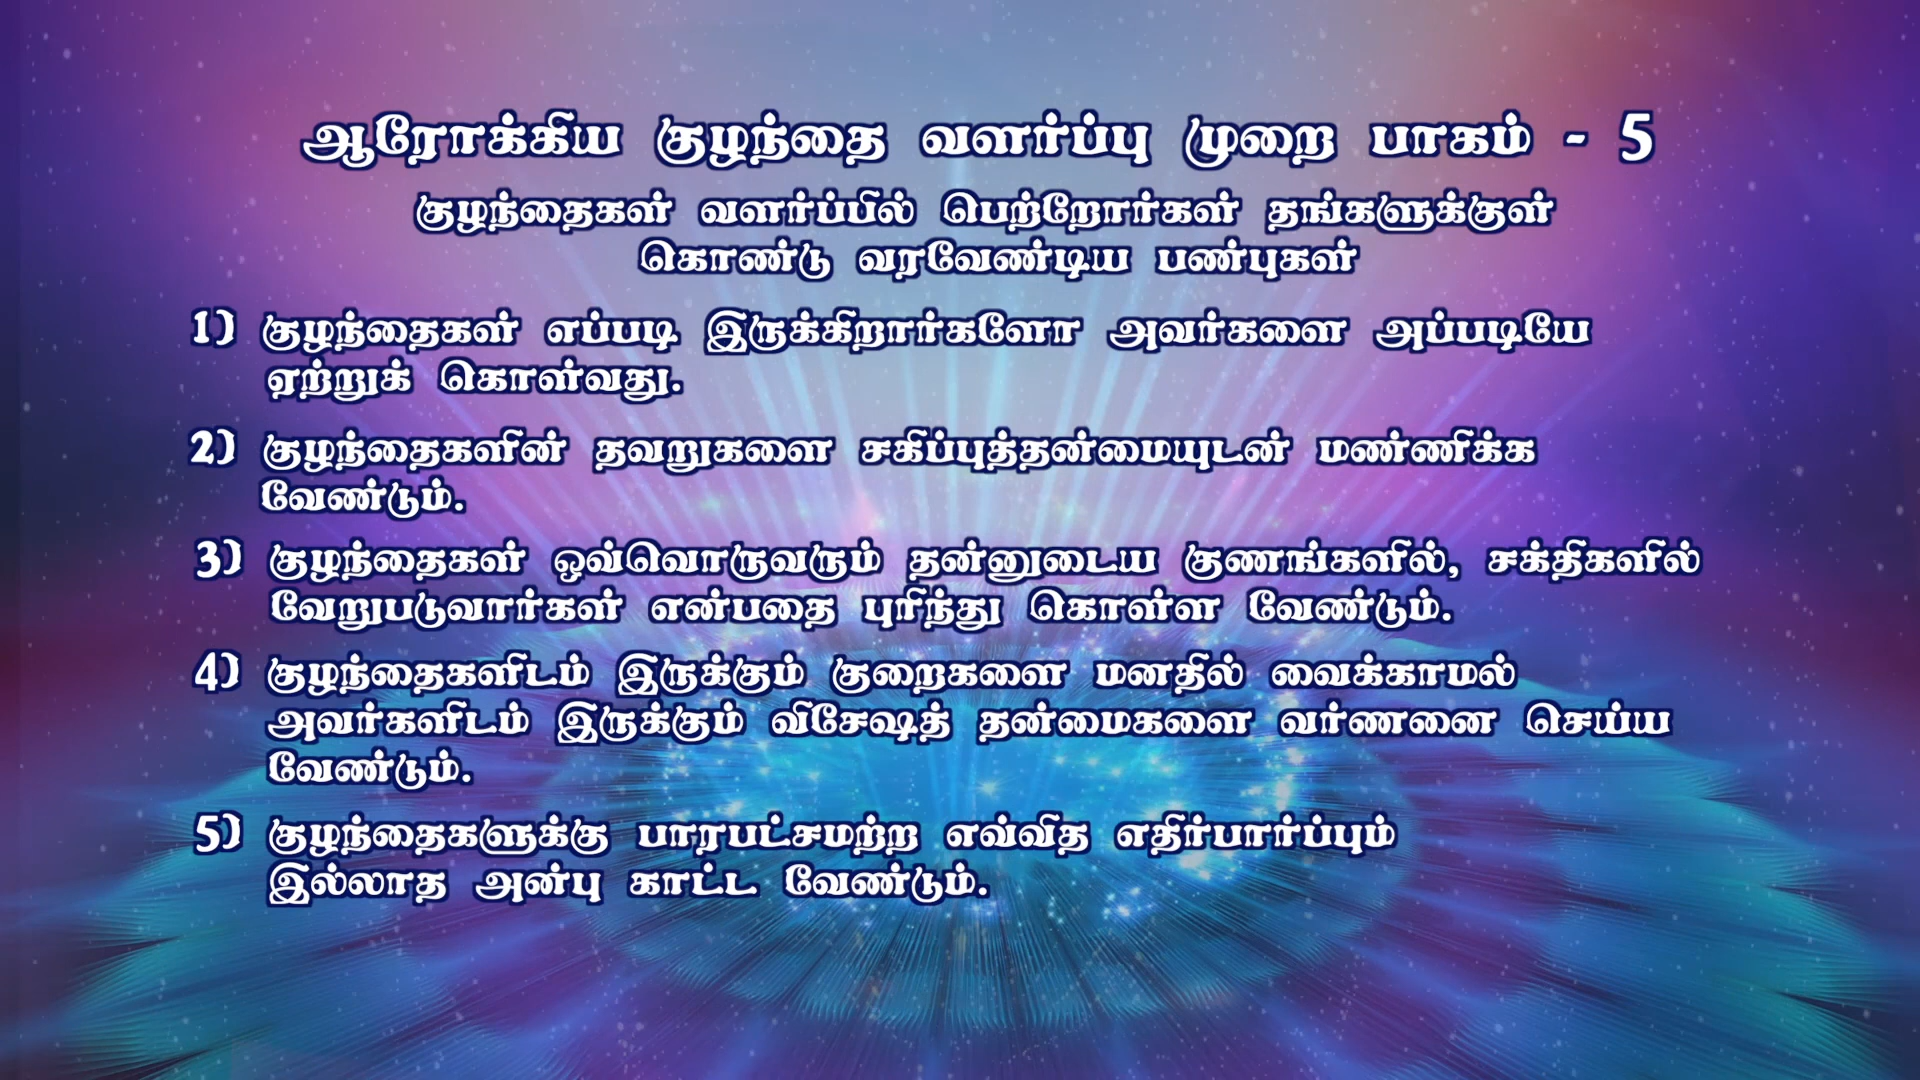 ஆரோக்கிய குழந்தை வளர்ப்பு முறை பாகம் - 5
குழந்தைகள் வளர்ப்பில் பெற்றோர்கள் தங்களுக்குள்
கொண்டு வரவேண்டிய பண்புகள்
1) குழந்தைகள் எப்படி இருக்கிறார்களோ அவர்களை அப்படியே
ஏற்றுக் கொள்வது.
2) குழந்தைகளின் தவறுகளை சகிப்புத்தன்மையுடன் மண்ணிக்க
வேண்டும்.
3) குழந்தைகள் ஒவ்வொருவரும் தன்னுடைய குணங்களில், சக்திகளில்
வேறுபடுவார்கள் என்பதை புரிந்து கொள்ள வேண்டும்.
4) குழந்தைகளிடம் இருக்கும் குறைகளை மனதில் வைக்காமல்
அவர்களிடம் இருக்கும் விசேஷத் தன்மைகளை வர்ணனை செய்ய
வேண்டும்.
5) குழந்தைகளுக்கு பாரபட்சமற்ற எவ்வித எதிர்பார்ப்பும்
இல்லாத அன்பு காட்ட வேண்டும்.